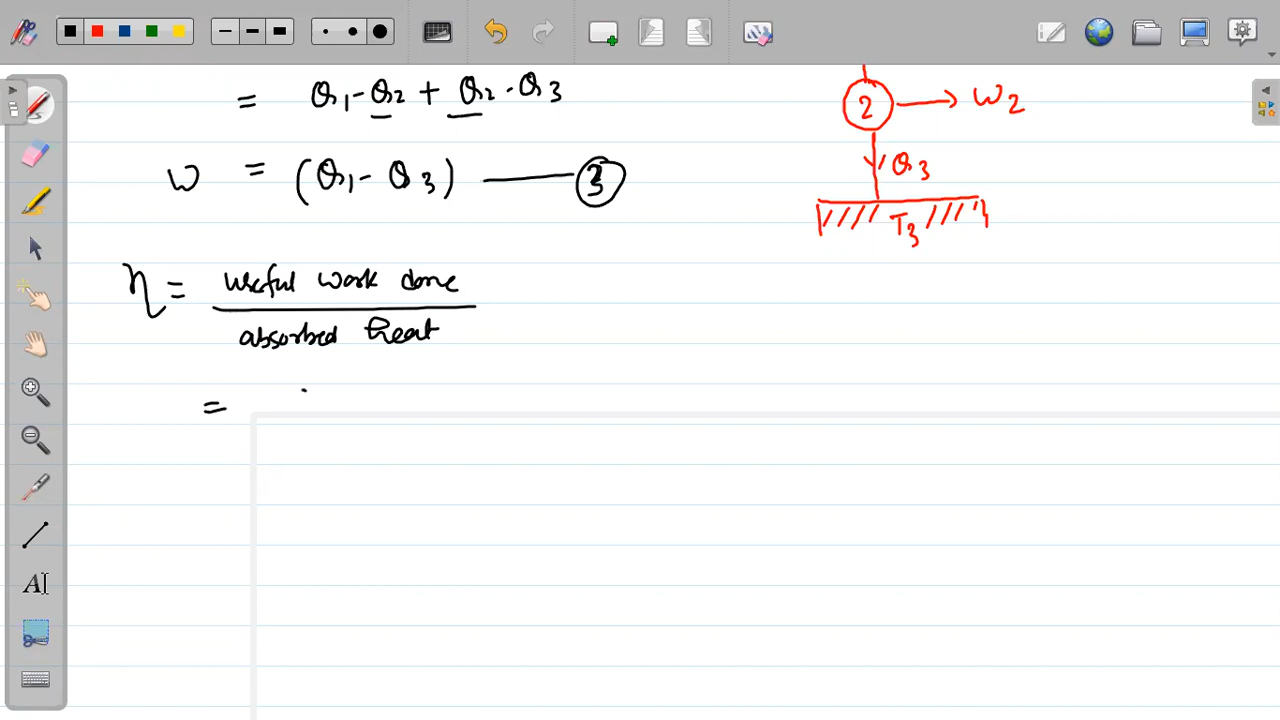 = Q1-Q2 + Q2-Q3
2 → W2
W = (Q1- Q3) —— 3
Q3
T3
η = useful work done
absorbed heat
=
A